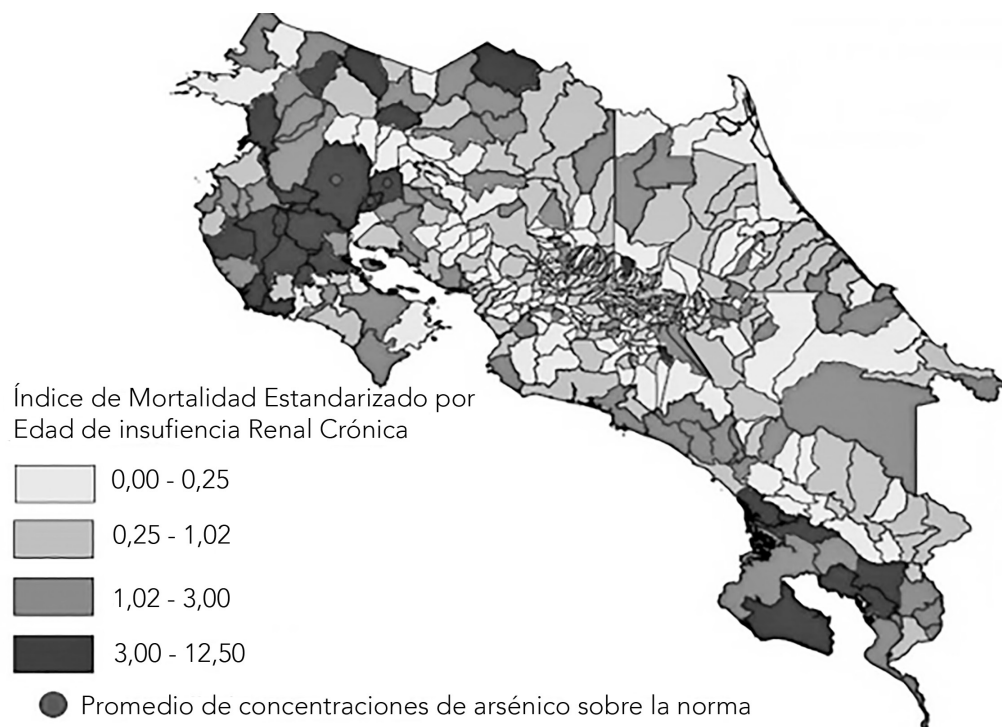 Índice de Mortalidad Estandarizado por
Edad de insufiencia Renal Crónica
0,00 - 0,25
0,25 - 1,02
1,02 - 3,00
3,00 - 12,50
Promedio de concentraciones de arsénico sobre la norma